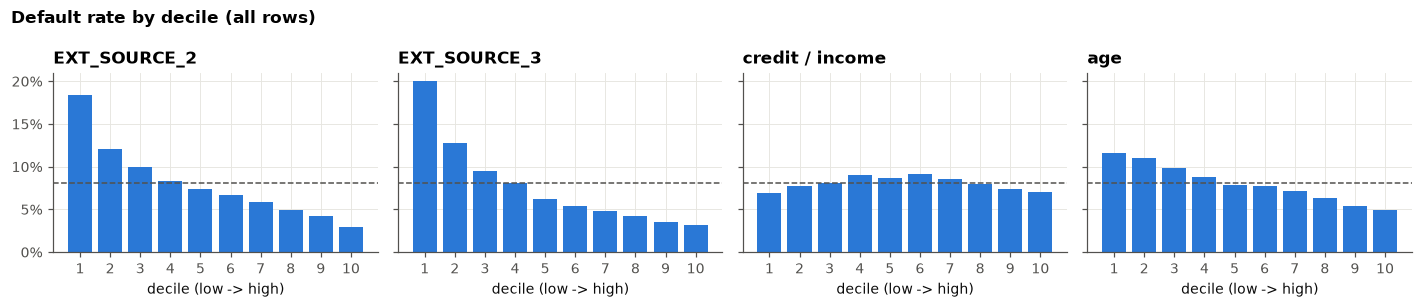 Default rate by decile (all rows)
EXT_SOURCE_2
20%
15%
10%
5%
0%
1 2 3 4 5 6 7 8 9 10
decile (low -> high)
EXT_SOURCE_3
1 2 3 4 5 6 7 8 9 10
decile (low -> high)
credit / income
1 2 3 4 5 6 7 8 9 10
decile (low -> high)
age
1 2 3 4 5 6 7 8 9 10
decile (low -> high)